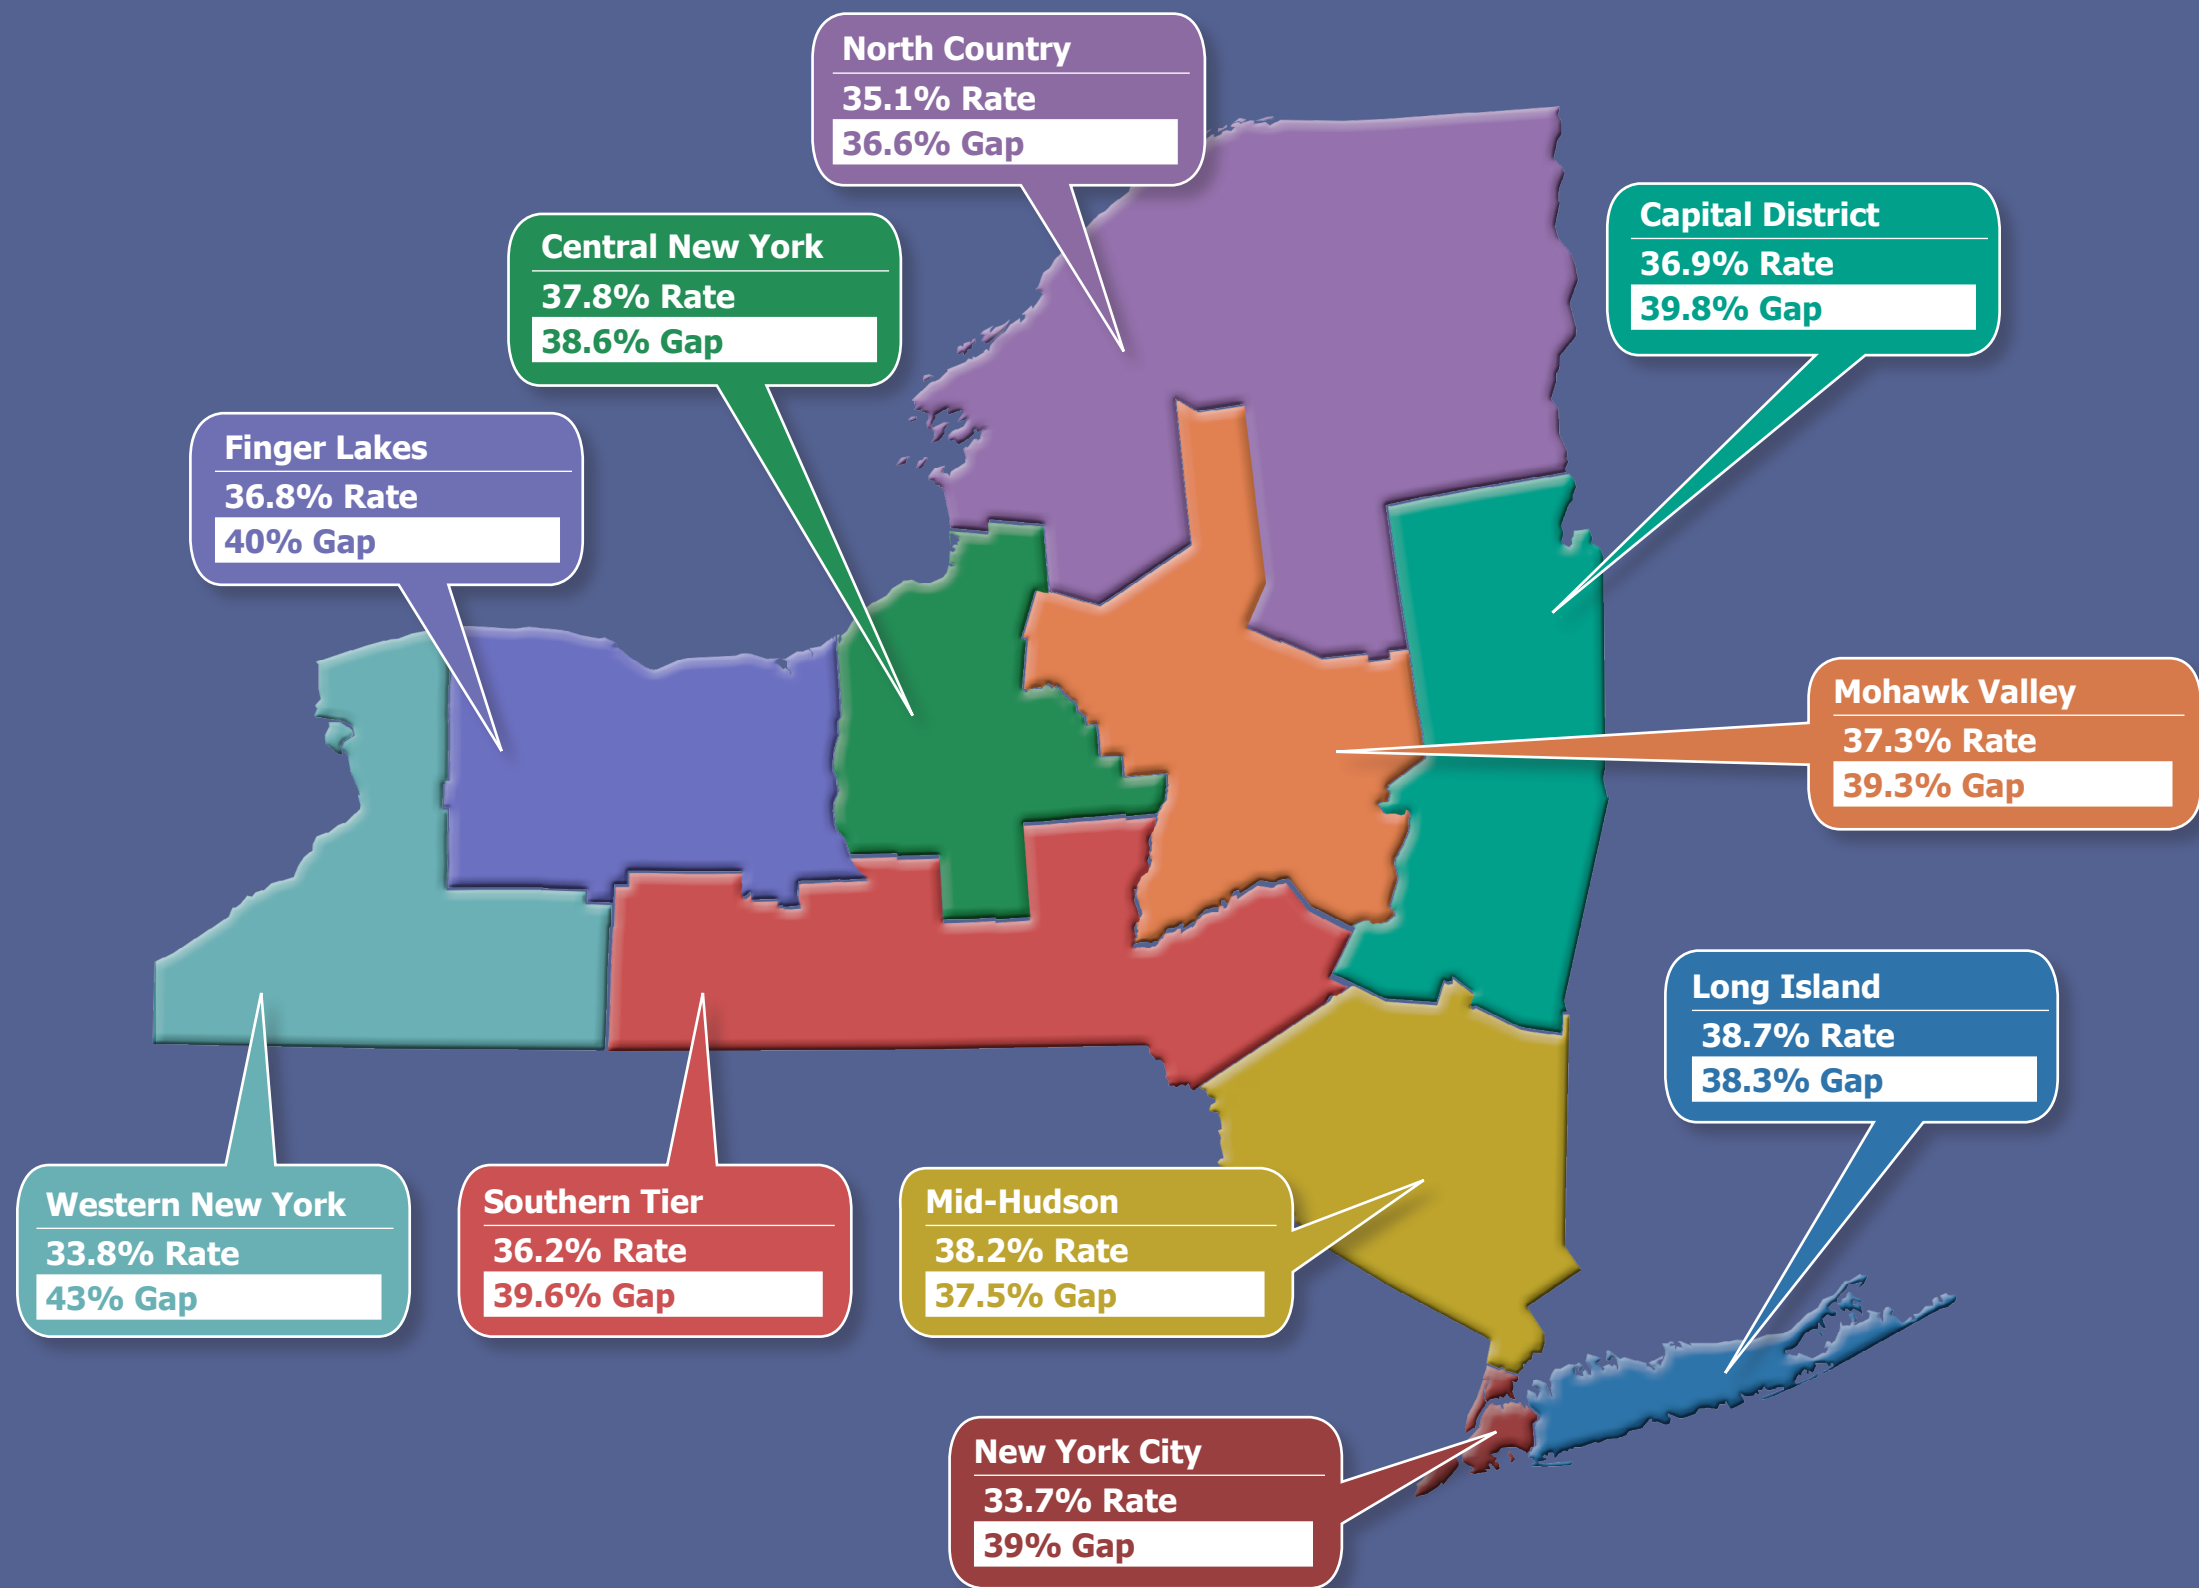 North Country
35.1% Rate
36.6% Gap
Capital District
36.9% Rate
39.8% Gap
Central New York
37.8% Rate
38.6% Gap
Finger Lakes
36.8% Rate
40% Gap
Mohawk Valley
37.3% Rate
39.3% Gap
Long Island
38.7% Rate
38.3% Gap
Western New York
33.8% Rate
43% Gap
Southern Tier
36.2% Rate
39.6% Gap
Mid-Hudson
38.2% Rate
37.5% Gap
New York City
33.7% Rate
39% Gap